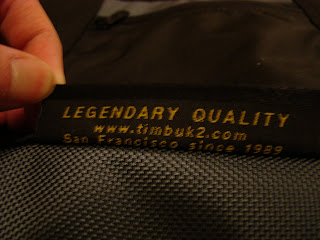 LEGENDARY QUALITY
www.timbuk2.com
San Francisco since 1989